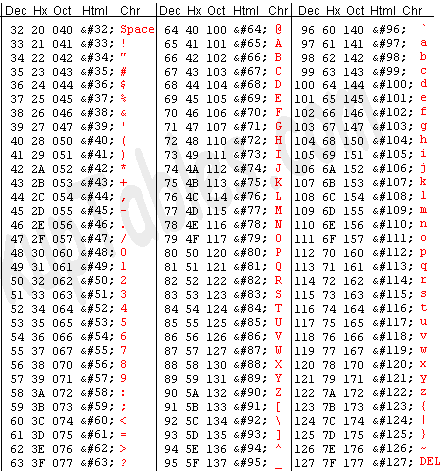 Dec Hx Oct Html Chr Dec Hx Oct Html Chr Dec Hx Oct Html Chr
32 20 040 &#32; Space 64 40 100 &#64; @ 96 60 140 &#96; `
33 21 041 &#33; ! 65 41 101 &#65; A 97 61 141 &#97; a
34 22 042 &#34; " 66 42 102 &#66; B 98 62 142 &#98; b
35 23 043 &#35; # 67 43 103 &#67; C 99 63 143 &#99; c
36 24 044 &#36; $ 68 44 104 &#68; D 100 64 144 &#100; d
37 25 045 &#37; % 69 45 105 &#69; E 101 65 145 &#101; e
38 26 046 &#38; & 70 46 106 &#70; F 102 66 146 &#102; f
39 27 047 &#39; ' 71 47 107 &#71; G 103 67 147 &#103; g
40 28 050 &#40; ( 72 48 110 &#72; H 104 68 150 &#104; h
41 29 051 &#41; ) 73 49 111 &#73; I 105 69 151 &#105; i
42 2A 052 &#42; * 74 4A 112 &#74; J 106 6A 152 &#106; j
43 2B 053 &#43; + 75 4B 113 &#75; K 107 6B 153 &#107; k
44 2C 054 &#44; , 76 4C 114 &#76; L 108 6C 154 &#108; l
45 2D 055 &#45; - 77 4D 115 &#77; M 109 6D 155 &#109; m
46 2E 056 &#46; . 78 4E 116 &#78; N 110 6E 156 &#110; n
47 2F 057 &#47; / 79 4F 117 &#79; O 111 6F 157 &#111; o
48 30 060 &#48; 0 80 50 120 &#80; P 112 70 160 &#112; p
49 31 061 &#49; 1 81 51 121 &#81; Q 113 71 161 &#113; q
50 32 062 &#50; 2 82 52 122 &#82; R 114 72 162 &#114; r
51 33 063 &#51; 3 83 53 123 &#83; S 115 73 163 &#115; s
52 34 064 &#52; 4 84 54 124 &#84; T 116 74 164 &#116; t
53 35 065 &#53; 5 85 55 125 &#85; U 117 75 165 &#117; u
54 36 066 &#54; 6 86 56 126 &#86; V 118 76 166 &#118; v
55 37 067 &#55; 7 87 57 127 &#87; W 119 77 167 &#119; w
56 38 070 &#56; 8 88 58 130 &#88; X 120 78 170 &#120; x
57 39 071 &#57; 9 89 59 131 &#89; Y 121 79 171 &#121; y
58 3A 072 &#58; : 90 5A 132 &#90; Z 122 7A 172 &#122; z
59 3B 073 &#59; ; 91 5B 133 &#91; [ 123 7B 173 &#123; {
60 3C 074 &#60; < 92 5C 134 &#92; \ 124 7C 174 &#124; |
61 3D 075 &#61; = 93 5D 135 &#93; ] 125 7D 175 &#125; }
62 3E 076 &#62; > 94 5E 136 &#94; ^ 126 7E 176 &#126; ~
63 3F 077 &#63; ? 95 5F 137 &#95; _ 127 7F 177 &#127; DEL